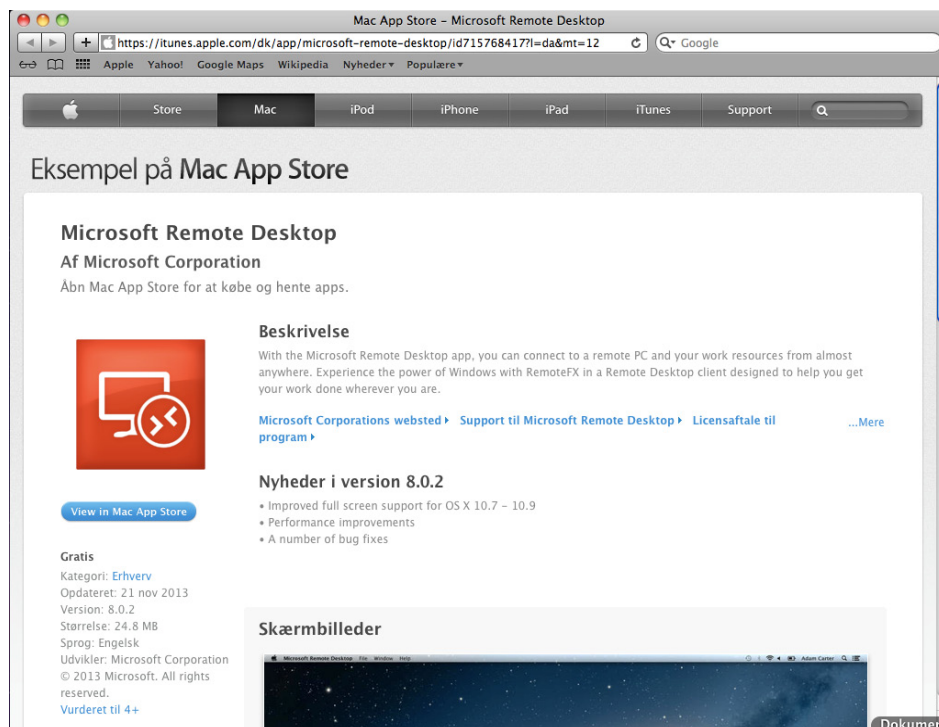 Mac App Store – Microsoft Remote Desktop
https://itunes.apple.com/dk/app/microsoft-remote-desktop/id715768417?l=da&mt=12
Google
Apple Yahoo! Google Maps Wikipedia Nyheder Populære
Store Mac iPod iPhone iPad iTunes Support
Eksempel på Mac App Store
Microsoft Remote Desktop
Af Microsoft Corporation
Åbn Mac App Store for at købe og hente apps.
Beskrivelse
With the Microsoft Remote Desktop app, you can connect to a remote PC and your work resources from almost
anywhere. Experience the power of Windows with RemoteFX in a Remote Desktop client designed to help you get
your work done wherever you are.
Microsoft Corporations websted Support til Microsoft Remote Desktop Licensaftale til
program
...Mere
Nyheder i version 8.0.2
• Improved full screen support for OS X 10.7 – 10.9
• Performance improvements
• A number of bug fixes
View in Mac App Store
Gratis
Kategori: Erhverv
Opdateret: 21 nov 2013
Version: 8.0.2
Størrelse: 24.8 MB
Sprog: Engelsk
Udvikler: Microsoft Corporation
© 2013 Microsoft. All rights
reserved.
Vurderet til 4+
Skærmbilleder
Microsoft Remote Desktop File Window Help
Adam Carter
Dokumen